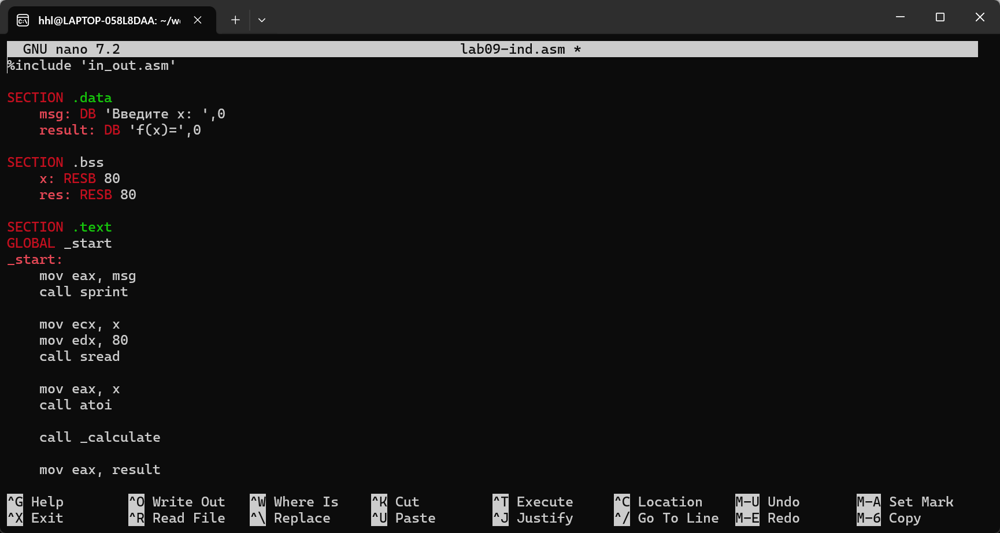 hhl@LAPTOP-058L8DAA: ~/w
GNU nano 7.2 lab09-ind.asm *
%include 'in_out.asm'
SECTION .data
msg: DB 'Введите x: ',0
result: DB 'f(x)=',0
SECTION .bss
x: RESB 80
res: RESB 80
SECTION .text
GLOBAL _start
_start:
mov eax, msg
call sprint
mov ecx, x
mov edx, 80
call sread
mov eax, x
call atoi
call _calculate
mov eax, result
^G Help ^O Write Out ^W Where Is ^K Cut ^T Execute ^C Location M-U Undo M-A Set Mark
^X Exit ^R Read File ^\ Replace ^U Paste ^J Justify ^/ Go To Line M-E Redo M-6 Copy